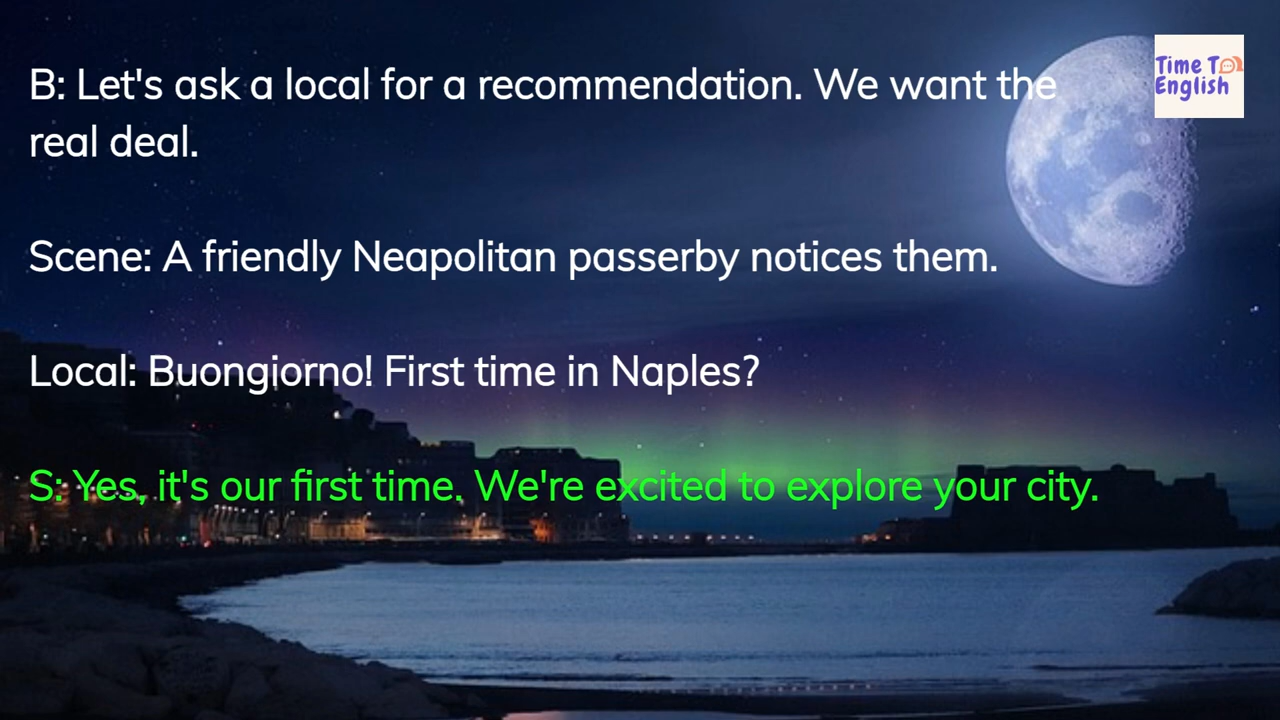 B: Let's ask a local for a recommendation. We want the
real deal.
Scene: A friendly Neapolitan passerby notices them.
Local: Buongiorno! First time in Naples?
S: Yes, it's our first time. We're excited to explore your city.
Time To
English